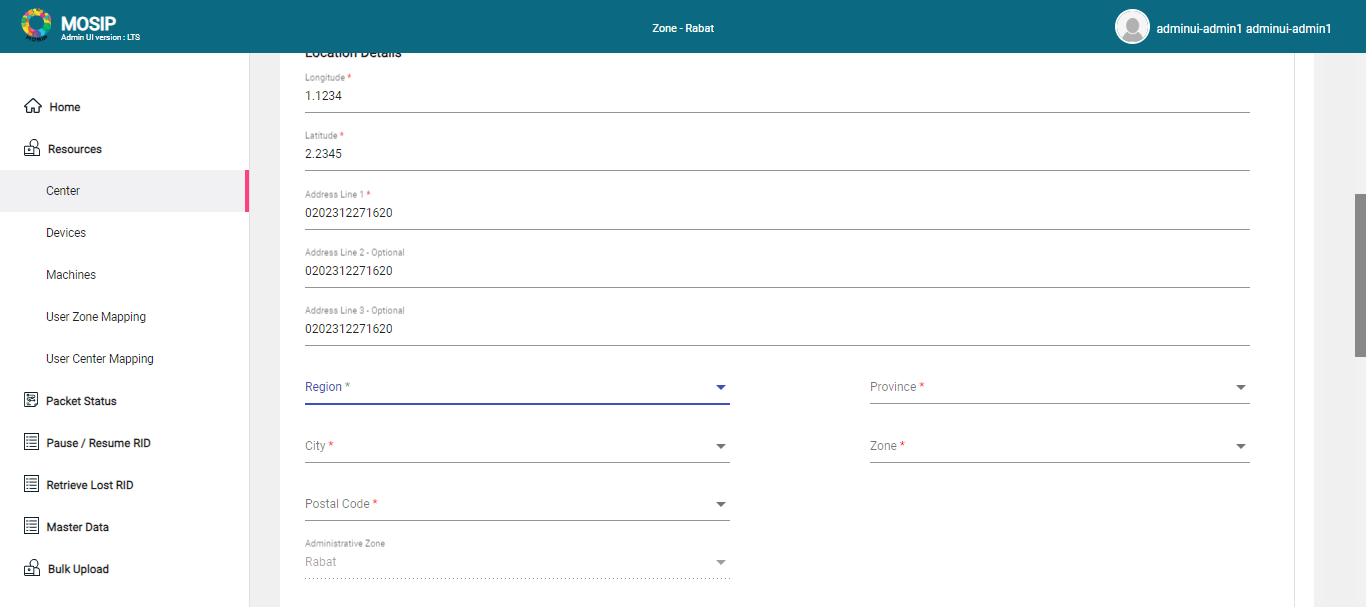 MOSIP
Admin UI version : LTS
Zone - Rabat
adminui-admin1 adminui-admin1
Home
Resources
Center
Devices
Machines
User Zone Mapping
User Center Mapping
Packet Status
Pause / Resume RID
Retrieve Lost RID
Master Data
Bulk Upload
Location Details
Longitude *
1.1234
Latitude *
2.2345
Address Line 1 *
0202312271620
Address Line 2 - Optional
0202312271620
Address Line 3 - Optional
0202312271620
Region *
Province *
City *
Zone *
Postal Code *
Administrative Zone
Rabat